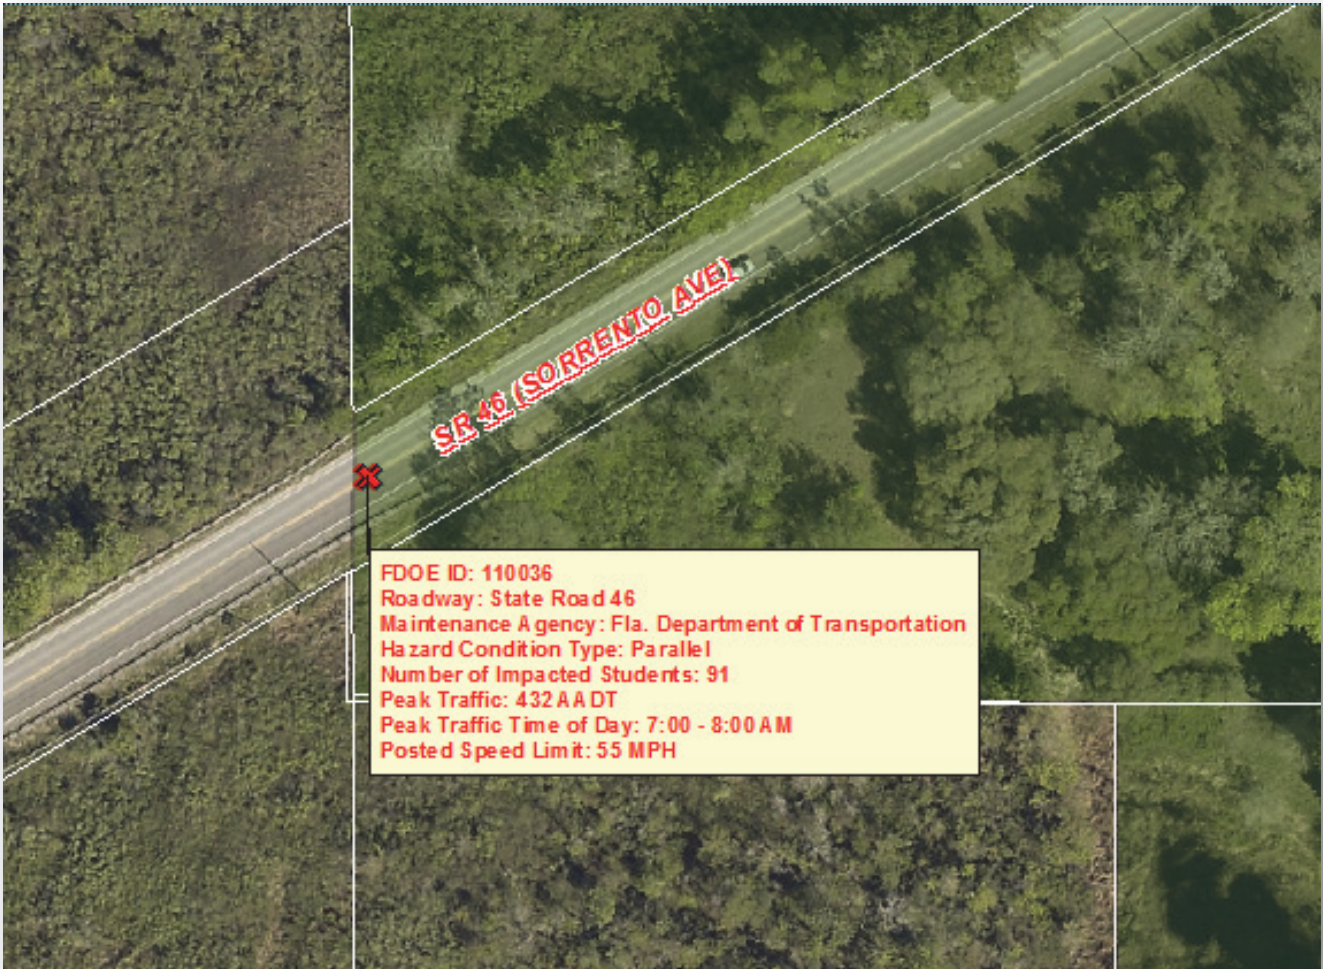 SR 46 (SORRENTO AVE)
FDOE ID: 110036
Roadway: State Road 46
Maintenance Agency: Fla. Department of Transportation
Hazard Condition Type: Parallel
Number of Impacted Students: 91
Peak Traffic: 432 AADT
Peak Traffic Time of Day: 7:00 - 8:00 AM
Posted Speed Limit: 55 MPH